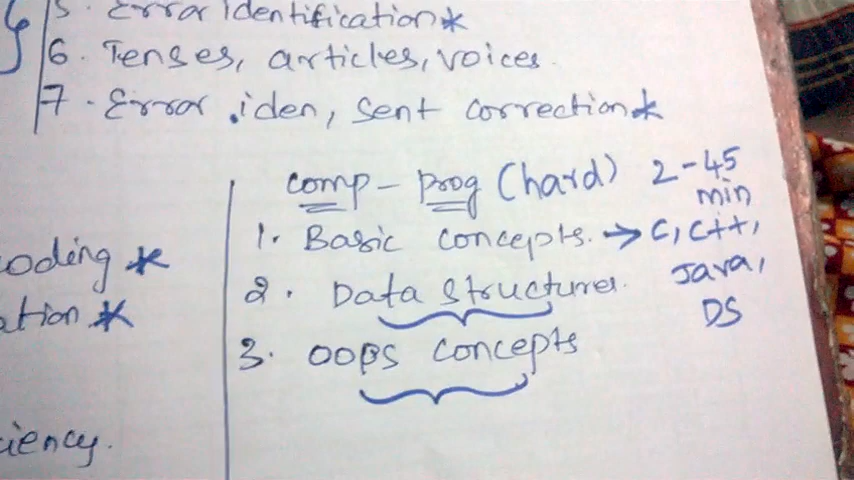 5. Error identification*
6. Tenses, articles, voices.
7. Error iden, sent correction*
comp - prog (hard) 2-45 min
1. Basic concepts. → C, C++, Java, DS
2. Data structures.
3. OOPS concepts
oding *
ation *
iency.